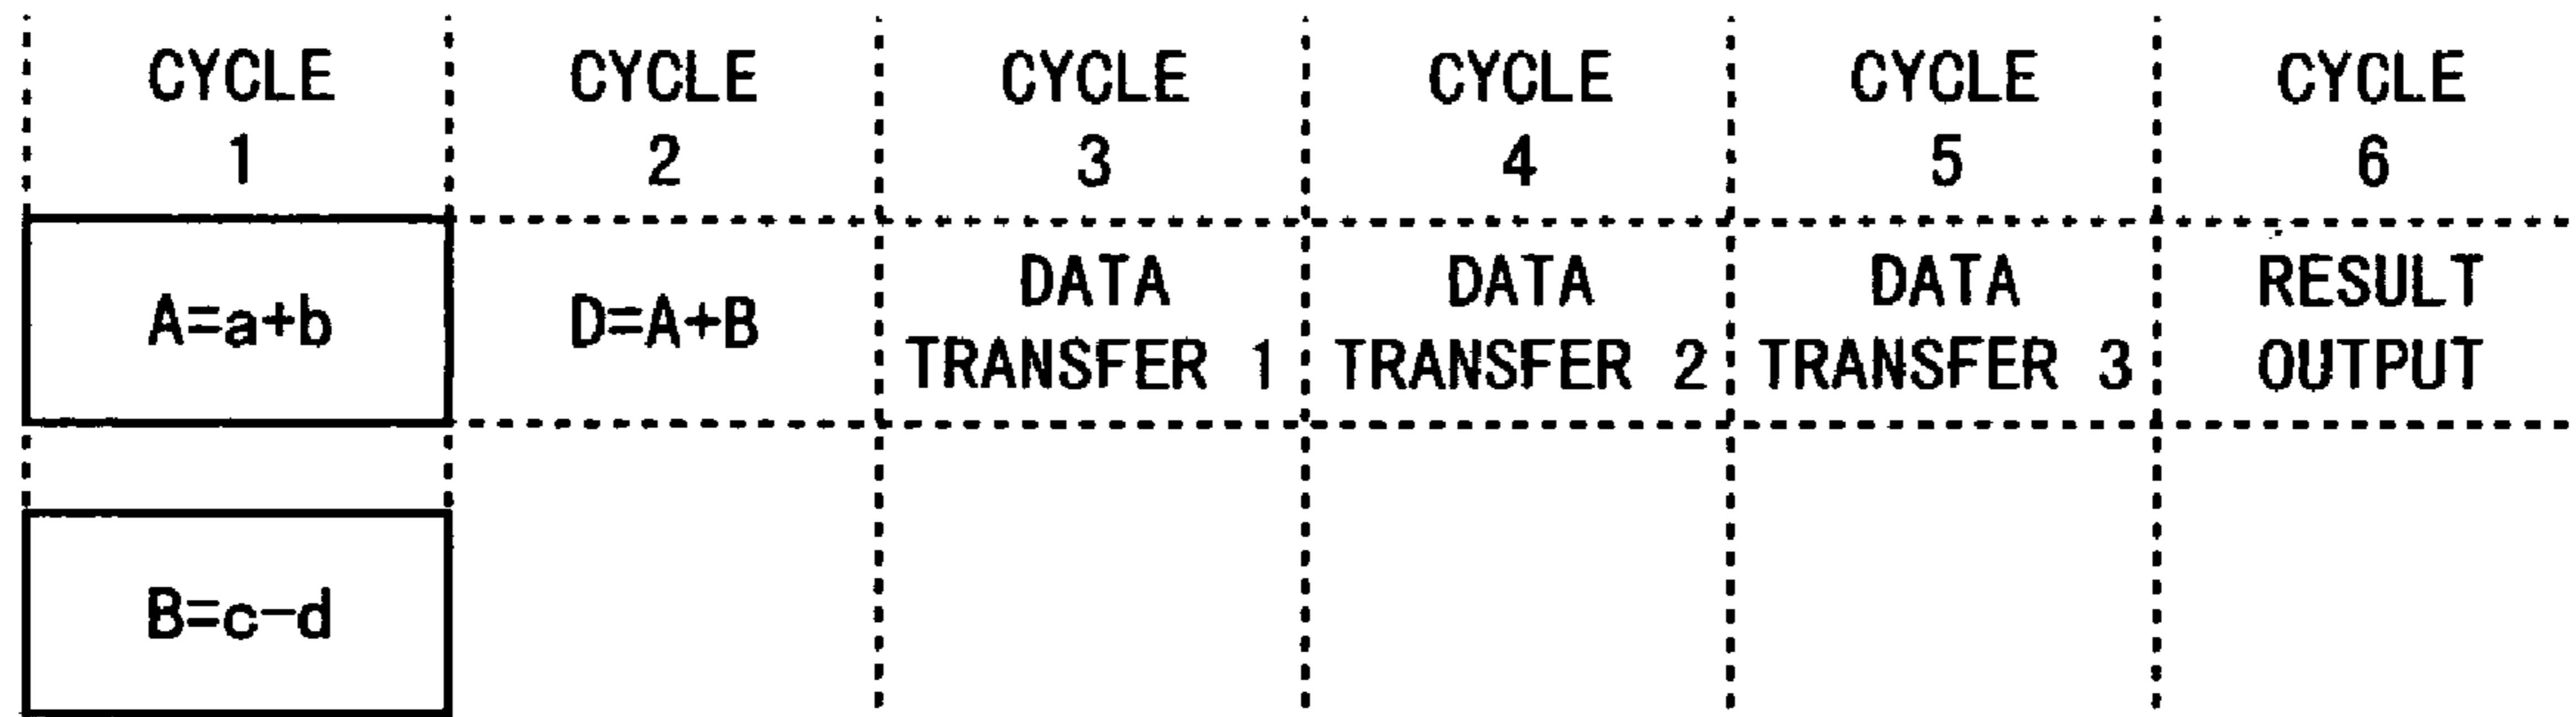 CYCLE 1
CYCLE 2
CYCLE 3
CYCLE 4
CYCLE 5
CYCLE 6
A=a+b
D=A+B
DATA
TRANSFER 1
DATA
TRANSFER 2
DATA
TRANSFER 3
RESULT
OUTPUT
B=c-d